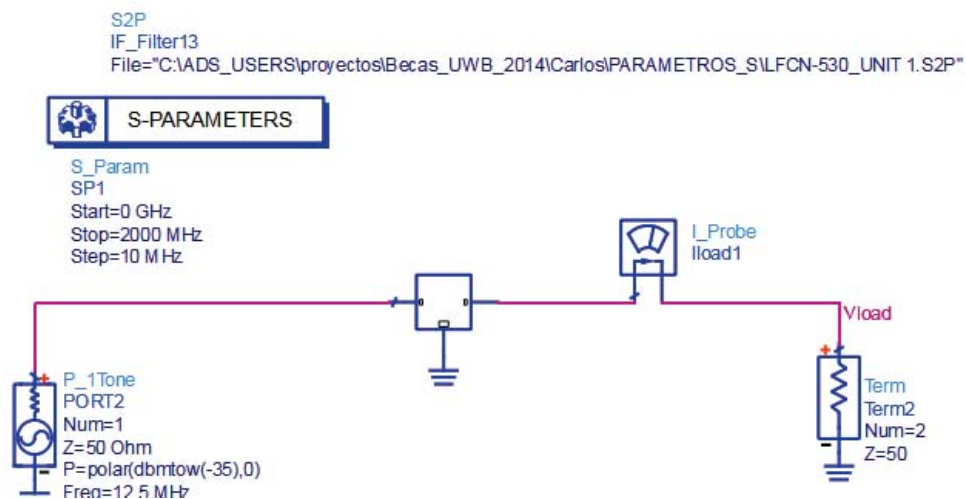 S2P
IF_Filter13
File="C:\ADS_USERS\proyectos\Becas_UWB_2014\Carlos\PARAMETROS_S\LFCN-530_UNIT 1.S2P"
S-PARAMETERS
S_Param
SP1
Start=0 GHz
Stop=2000 MHz
Step=10 MHz
I_Probe
Iload1
Vload
P_1Tone
PORT2
Num=1
Z=50 Ohm
P=polar(dbmtow(-35),0)
Freq=12.5 MHz
Term
Term2
Num=2
Z=50